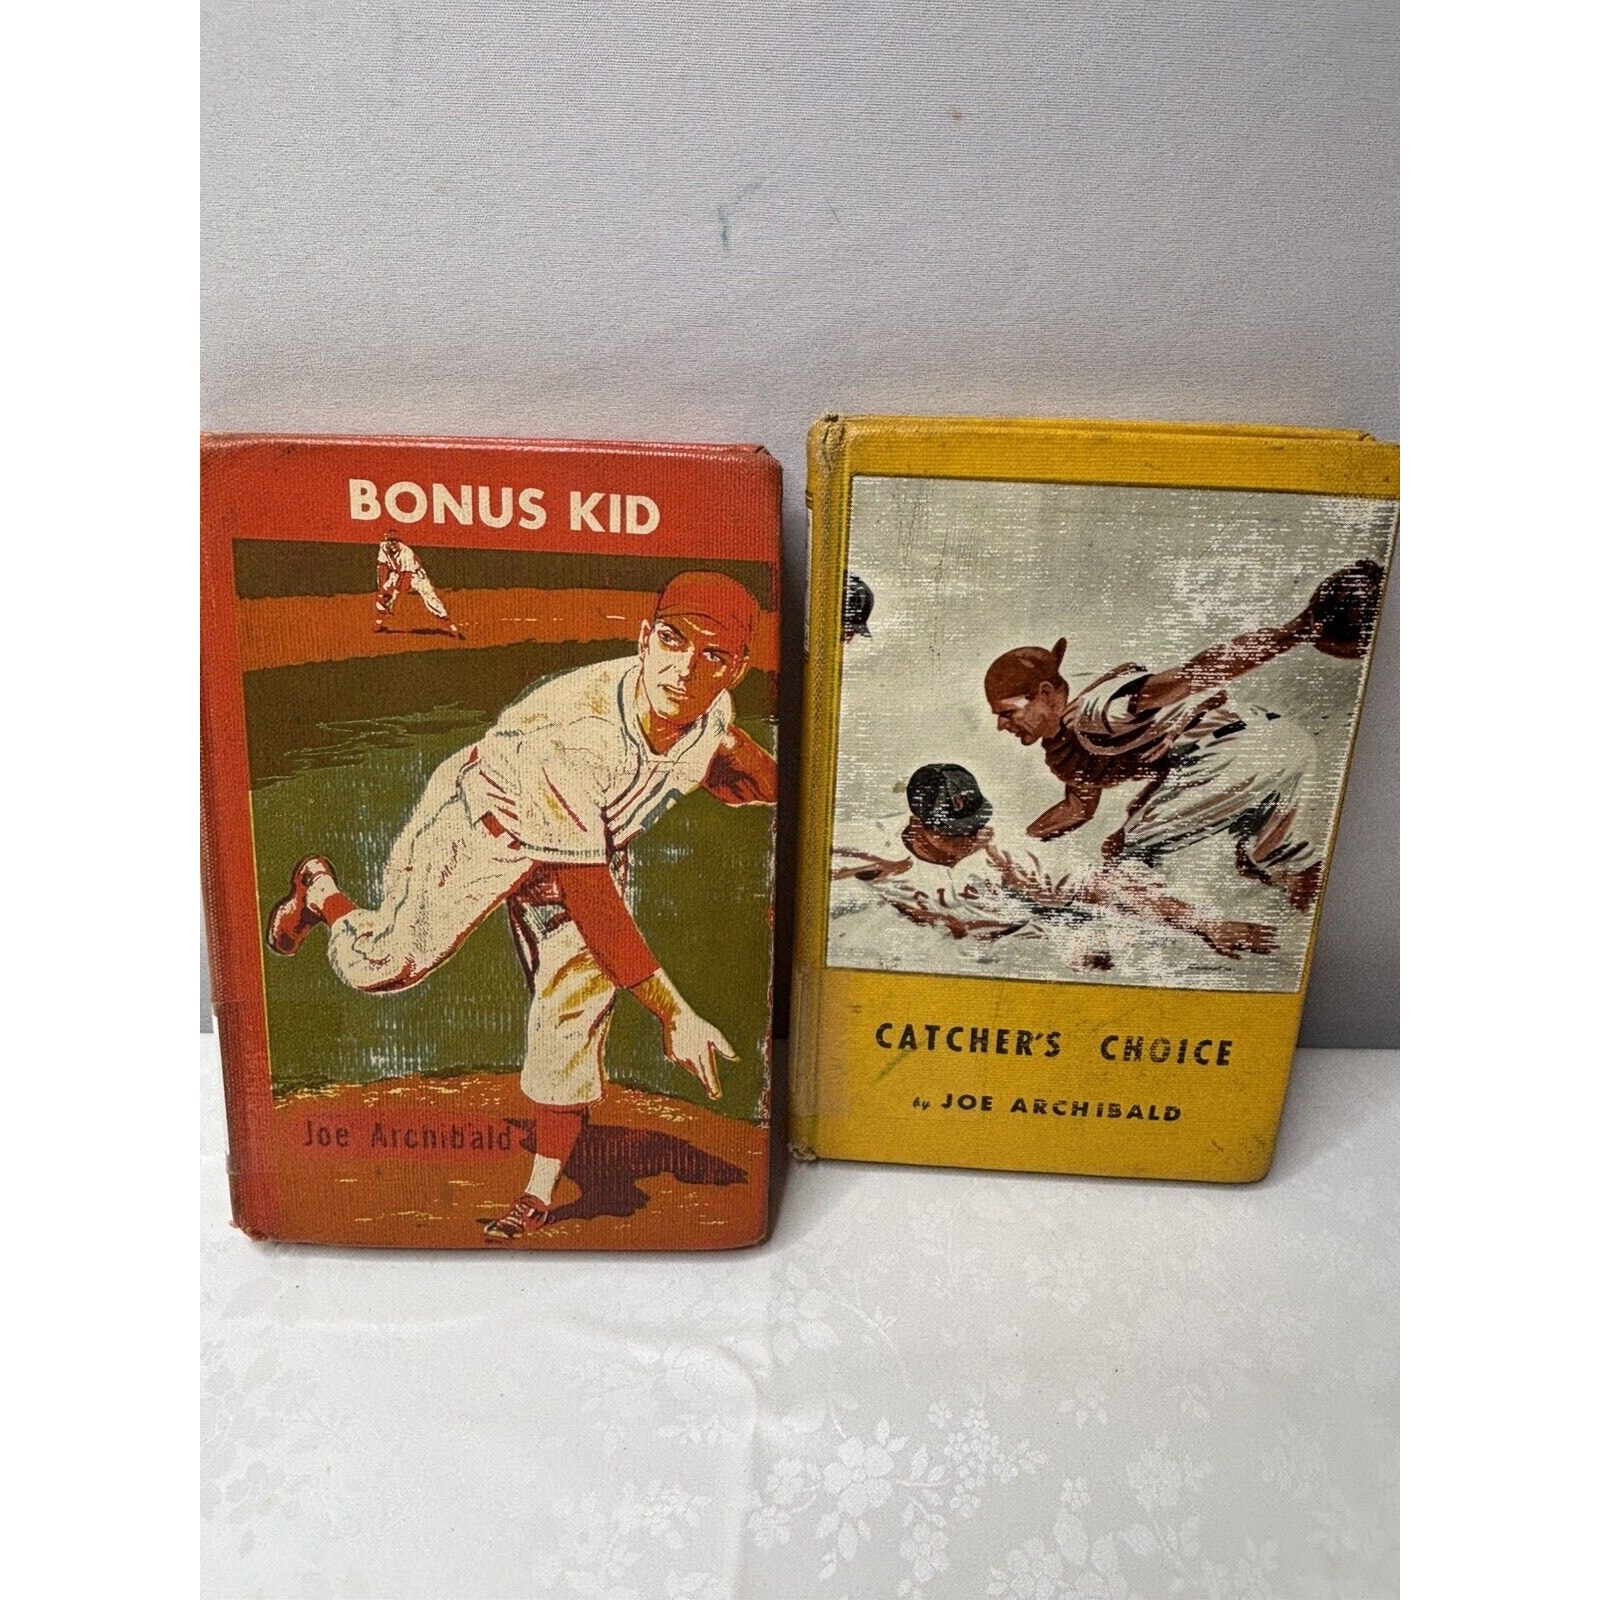 BONUS KID
Joe Archibald
CATCHER'S CHOICE
by JOE ARCHIBALD